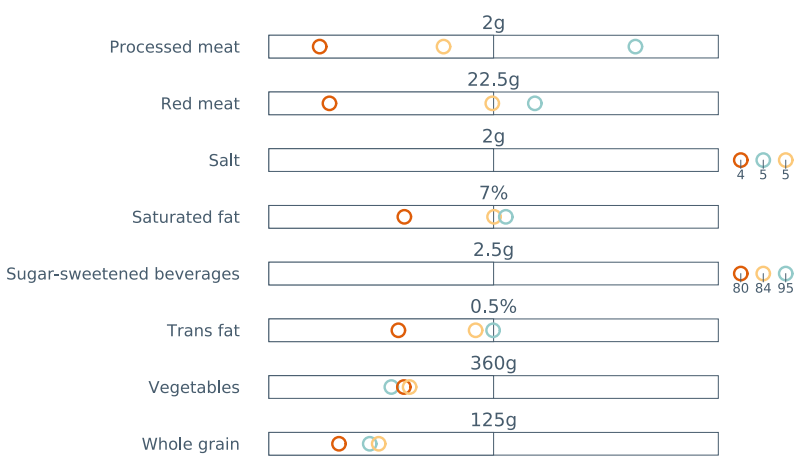 2g
Processed meat
22.5g
Red meat
2g
Salt
4 5 5
7%
Saturated fat
2.5g
Sugar-sweetened beverages
80 84 95
0.5%
Trans fat
360g
Vegetables
125g
Whole grain